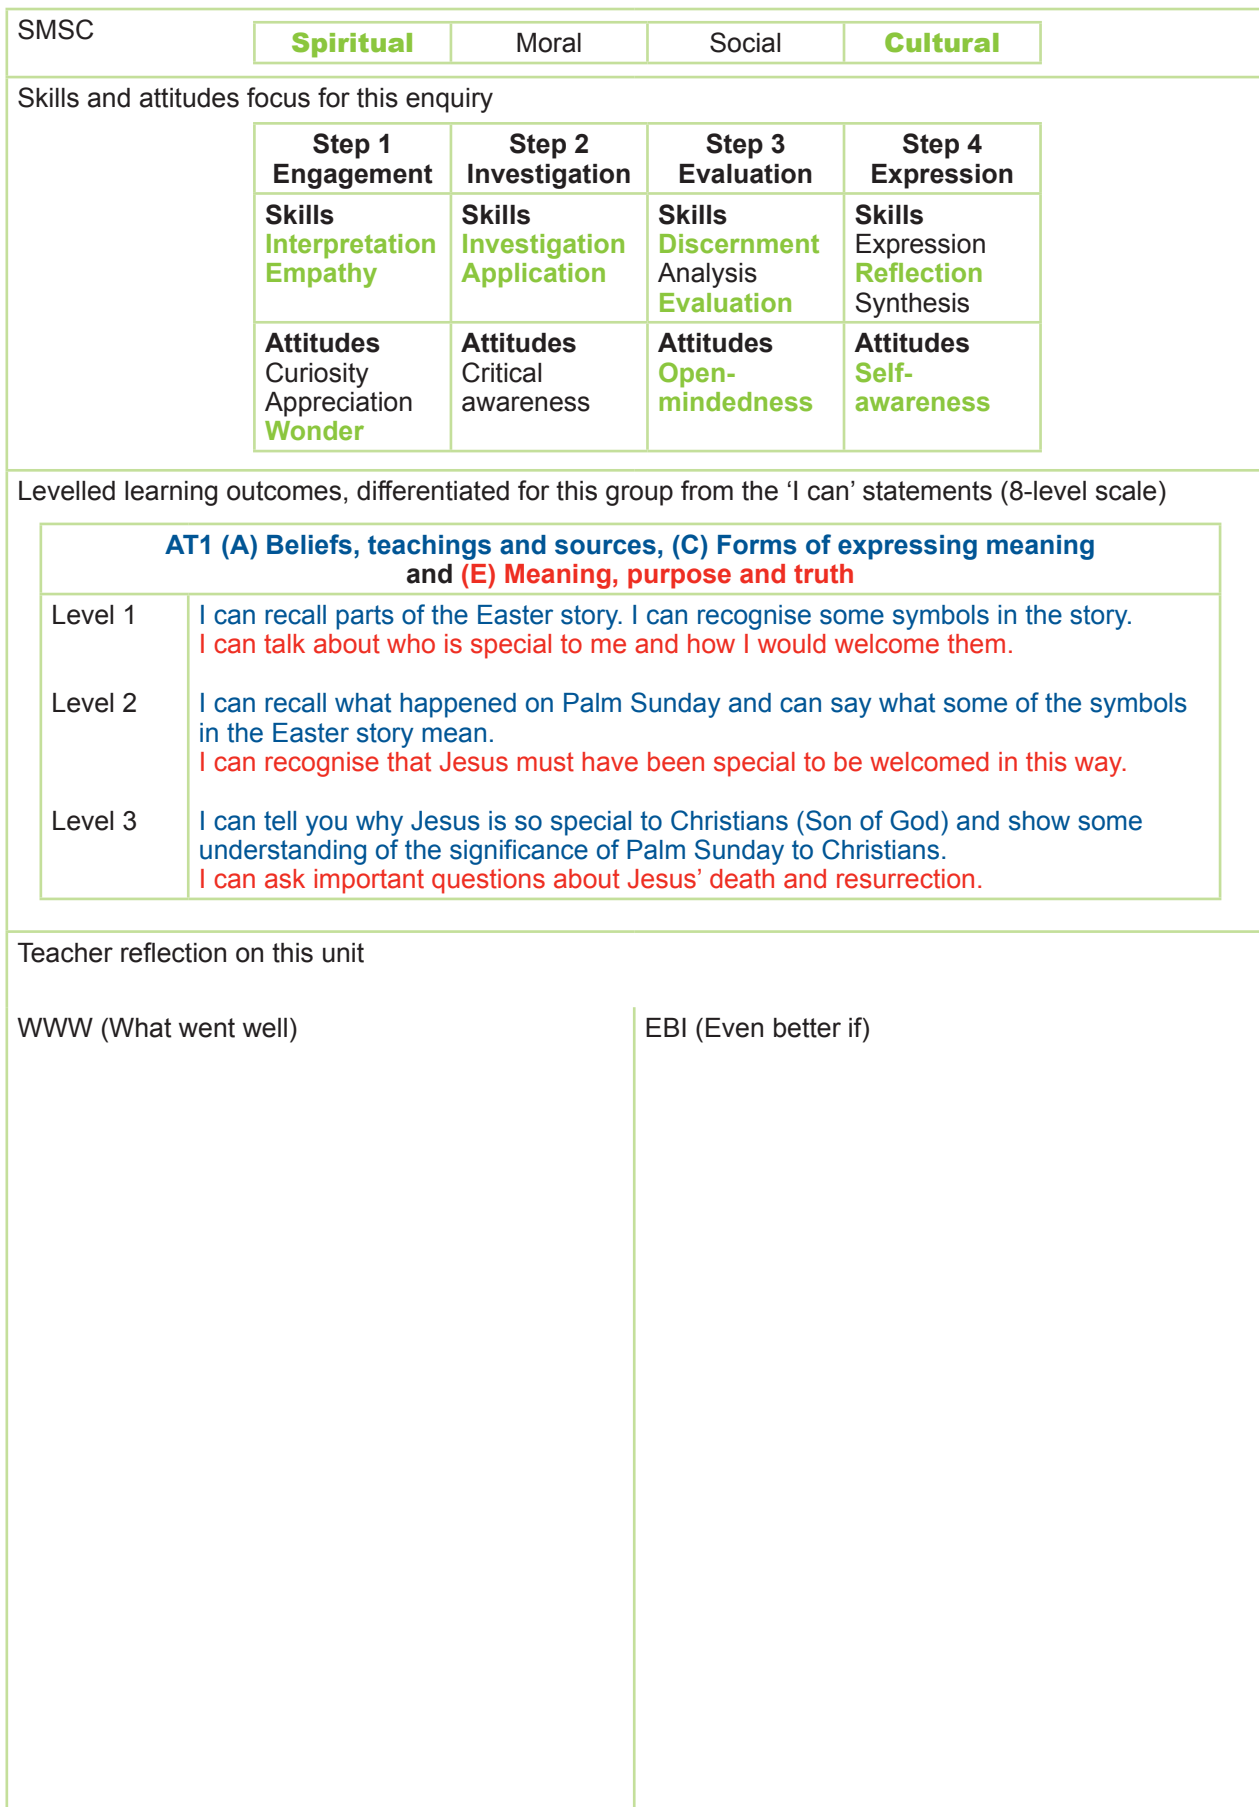 SMSC
Spiritual Moral Social Cultural
Skills and attitudes focus for this enquiry
Step 1 Step 2 Step 3 Step 4
Engagement Investigation Evaluation Expression
Skills Skills Skills Skills
Interpretation Investigation Discernment Expression
Empathy Application Analysis Reflection
Evaluation Synthesis
Attitudes Attitudes Attitudes Attitudes
Curiosity Critical Open- Self-
Appreciation awareness mindedness awareness
Wonder
Levelled learning outcomes, differentiated for this group from the ‘I can’ statements (8-level scale)
AT1 (A) Beliefs, teachings and sources, (C) Forms of expressing meaning
and (E) Meaning, purpose and truth
Level 1 I can recall parts of the Easter story. I can recognise some symbols in the story.
I can talk about who is special to me and how I would welcome them.
Level 2 I can recall what happened on Palm Sunday and can say what some of the symbols
in the Easter story mean.
I can recognise that Jesus must have been special to be welcomed in this way.
Level 3 I can tell you why Jesus is so special to Christians (Son of God) and show some
understanding of the significance of Palm Sunday to Christians.
I can ask important questions about Jesus’ death and resurrection.
Teacher reflection on this unit
WWW (What went well) EBI (Even better if)